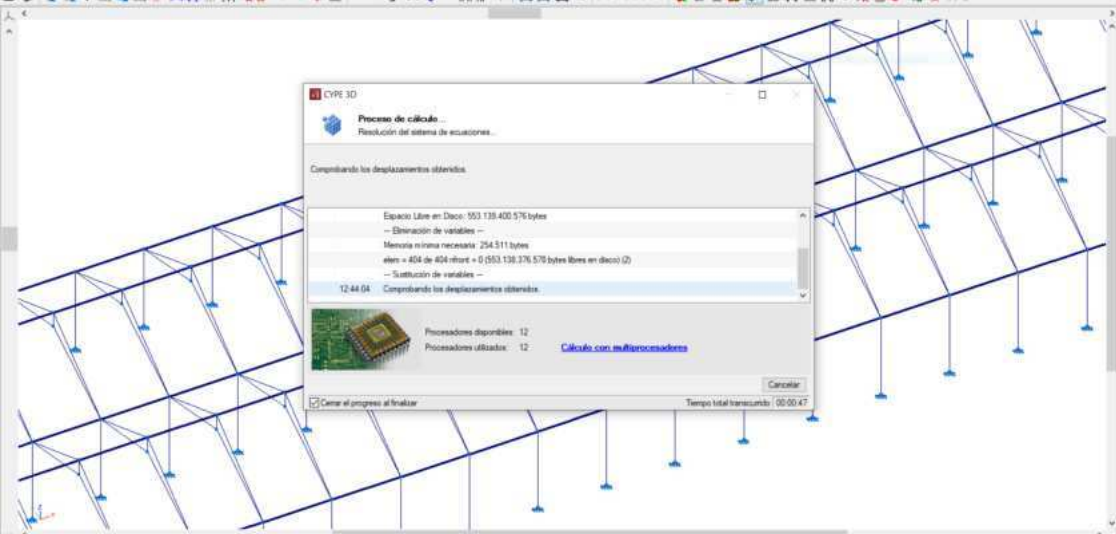 CYPE 3D
Proceso de cálculo...
Resolución del sistema de ecuaciones...
Comprobando los desplazamientos obtenidos.
Espacio Libre en Disco: 553.138.400.576 bytes
-- Eliminación de variables --
Memoria mínima necesaria: 254.511 bytes
elem = 404 de 404 nfront = 0 (553.138.376.578 bytes libres en disco) (2)
-- Sustitución de variables --
12:44:04 Comprobando los desplazamientos obtenidos.
Procesadores disponibles: 12
Procesadores utilizados: 12 Cálculo con multiprocesadores
Cancelar
Cerrar el progreso al finalizar Tiempo total transcurrido 00:00:47